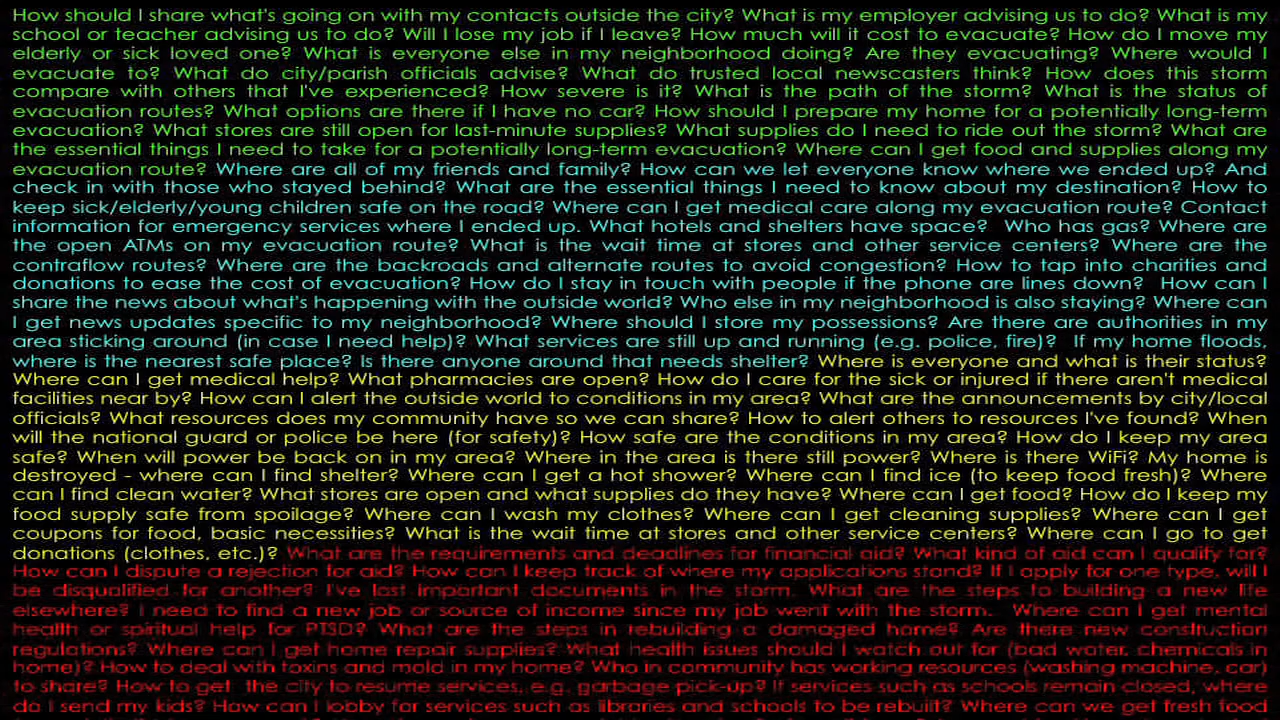 How should I share what's going on with my contacts outside the city? What is my employer advising us to do? What is my
school or teacher advising us to do? Will I lose my job if I leave? How much will it cost to evacuate? How do I move my
elderly or sick loved one? What is everyone else in my neighborhood doing? Are they evacuating? Where would I
evacuate to? What do city/parish officials advise? What do trusted local newscasters think? How does this storm
compare with others that I've experienced? How severe is it? What is the path of the storm? What is the status of
evacuation routes? What options are there if I have no car? How should I prepare my home for a potentially long-term
evacuation? What stores are still open for last-minute supplies? What supplies do I need to ride out the storm? What are
the essential things I need to take for a potentially long-term evacuation? Where can I get food and supplies along my
evacuation route? Where are all of my friends and family? How can we let everyone know where we ended up? And
check in with those who stayed behind? What are the essential things I need to know about my destination? How to
keep sick/elderly/young children safe on the road? Where can I get medical care along my evacuation route? Contact
information for emergency services where I ended up. What hotels and shelters have space? Who has gas? Where are
the open ATMs on my evacuation route? What is the wait time at stores and other service centers? Where are the
contraflow routes? Where are the backroads and alternate routes to avoid congestion? How to tap into charities and
donations to ease the cost of evacuation? How do I stay in touch with people if the phone are lines down? How can I
share the news about what's happening with the outside world? Who else in my neighborhood is also staying? Where can
I get news updates specific to my neighborhood? Where should I store my possessions? Are there are authorities in my
area sticking around (in case I need help)? What services are still up and running (e.g. police, fire)? If my home floods,
where is the nearest safe place? Is there anyone around that needs shelter? Where is everyone and what is their status?
Where can I get medical help? What pharmacies are open? How do I care for the sick or injured if there aren't medical
facilities near by? How can I alert the outside world to conditions in my area? What are the announcements by city/local
officials? What resources does my community have so we can share? How to alert others to resources I've found? When
will the national guard or police be here (for safety)? How safe are the conditions in my area? How do I keep my area
safe? When will power be back on in my area? Where in the area is there still power? Where is there WiFi? My home is
destroyed - where can I find shelter? Where can I get a hot shower? Where can I find ice (to keep food fresh)? Where
can I find clean water? What stores are open and what supplies do they have? Where can I get food? How do I keep my
food supply safe from spoilage? Where can I wash my clothes? Where can I get cleaning supplies? Where can I get
coupons for food, basic necessities? What is the wait time at stores and other service centers? Where can I go to get
donations (clothes, etc.)? What are the requirements and deadlines for financial aid? What kind of aid can I qualify for?
How can I dispute a rejection for aid? How can I keep track of where my applications stand? If I apply for one type, will I
be disqualified for another? I've lost important documents in the storm. What are the steps to building a new life
elsewhere? I need to find a new job or source of income since my job went with the storm. Where can I get mental
health or spiritual help for PTSD? What are the steps in rebuilding a damaged home? Are there new construction
regulations? Where can I get home repair supplies? What health issues should I watch out for (bad water, chemicals in
home)? How to deal with toxins and mold in my home? Who in community has working resources (washing machine, car)
to share? How to get the city to resume services, e.g. garbage pick-up? If services such as schools remain closed, where
do I send my kids? How can I lobby for services such as libraries and schools to be rebuilt? Where can we get fresh food